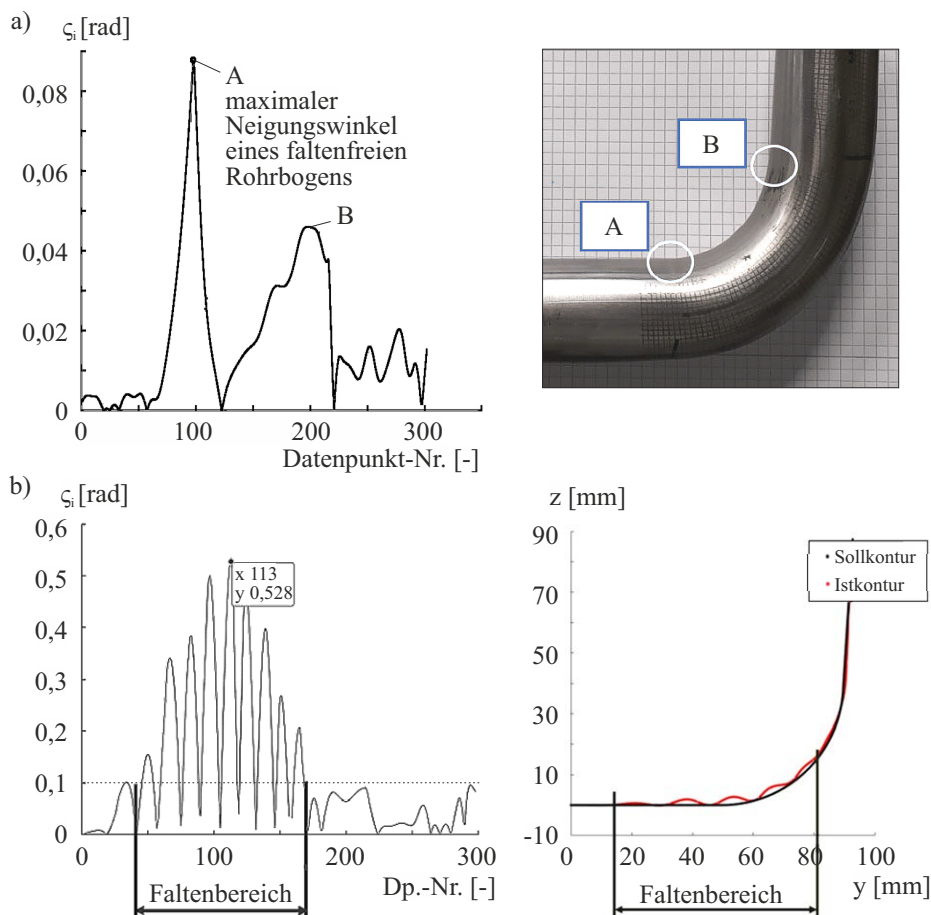 a)
ςᵢ [rad]
0,08
0,06
0,04
0,02
0
0
100
200
300
Datenpunkt-Nr. [-]
A
maximaler
Neigungswinkel
eines faltenfreien
Rohrbogens
B
B
A
b)
ςᵢ [rad]
0,6
0,5
0,4
0,3
0,2
0,1
0
0
100
200
300
Dp.-Nr. [-]
x 113
y 0,528
Faltenbereich
z [mm]
90
70
50
30
10
-10
0
20
40
60
80
100
y [mm]
Sollkontur
Istkontur
Faltenbereich